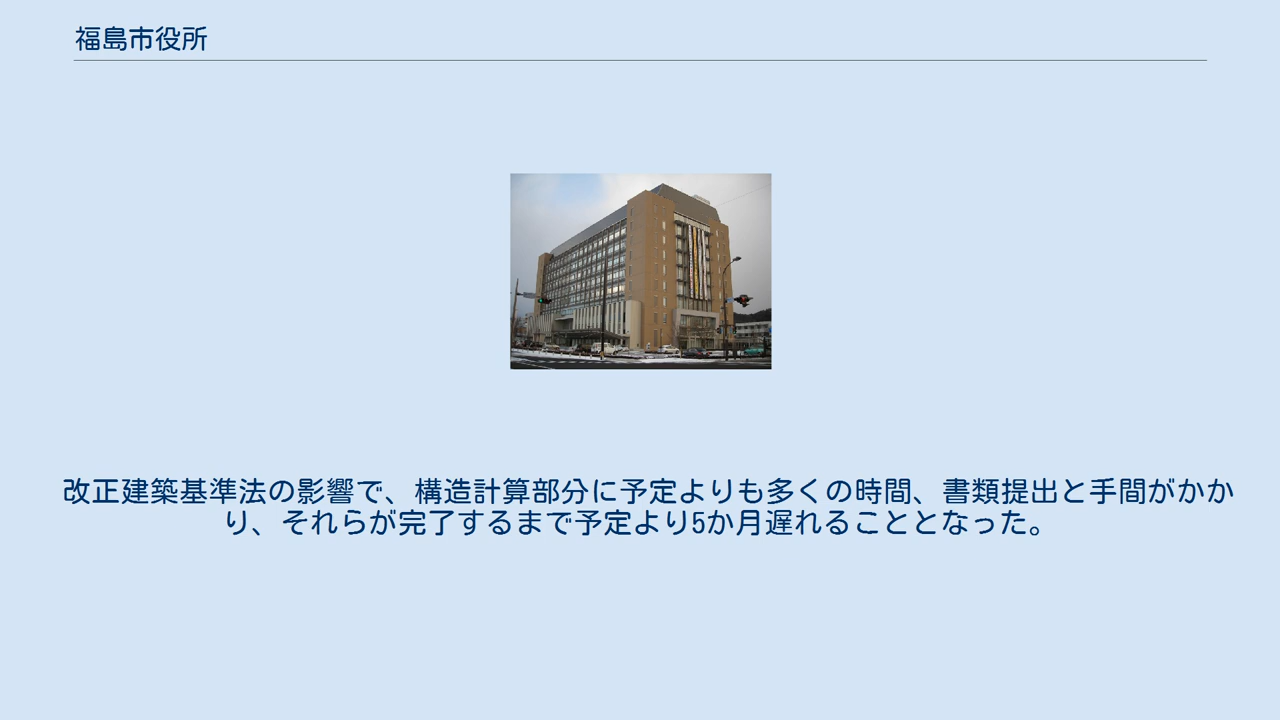 福島市役所
改正建築基準法の影響で、構造計算部分に予定よりも多くの時間、書類提出と手間がかか
り、それらが完了するまで予定より5か月遅れることとなった。